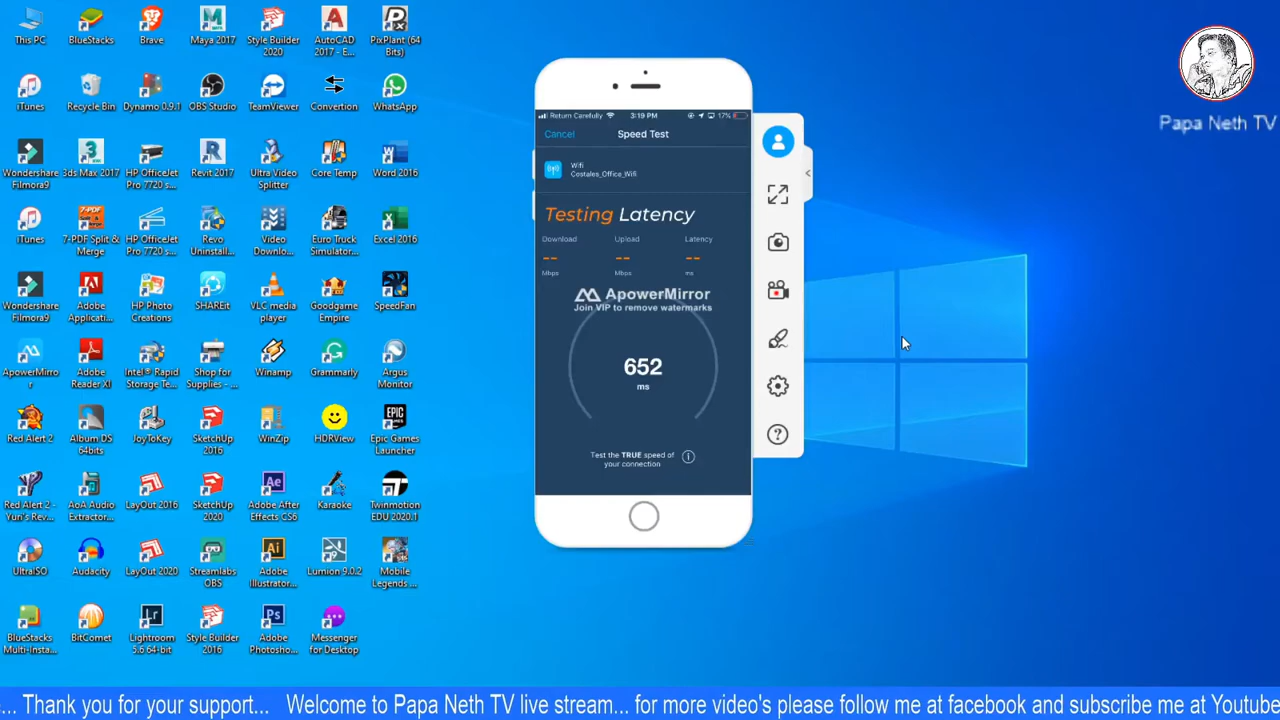 This PC
BlueStacks
Brave
Maya 2017
Style Builder
2020
AutoCAD
2017 - E...
PixPlant (64
Bits)
iTunes
Recycle Bin
Dynamo 0.9.1
OBS Studio
TeamViewer
Convertion
WhatsApp
Wondershare
Filmora9
3ds Max 2017
HP OfficeJet
Pro 7720 s...
Revit 2017
Ultra Video
Splitter
Core Temp
Word 2016
iTunes
7-PDF Split &
Merge
HP OfficeJet
Pro 7720 s...
Revo
Uninstall...
Video
Downlo...
Euro Truck
Simulator...
Excel 2016
Wondershare
Filmora9
Adobe
Applicati...
HP Photo
Creations
SHAREit
VLC media
player
Goodgame
Empire
SpeedFan
ApowerMirro
r
Adobe
Reader XI
Intel® Rapid
Storage Te...
Shop for
Supplies - ...
Winamp
Grammarly
Argus
Monitor
Red Alert 2
Album DS
64bits
JoyToKey
SketchUp
2016
WinZip
HDRView
Epic Games
Launcher
Red Alert 2 -
Yuri's Rev...
AoA Audio
Extractor...
LayOut 2016
SketchUp
2020
Adobe After
Effects CS6
Karaoke
Twinmotion
EDU 2020.1
UltraISO
Audacity
LayOut 2020
Streamlabs
OBS
Adobe
Illustrator...
Lumion 9.0.2
Mobile
Legends ...
BlueStacks
Multi-Insta...
BitComet
Lightroom
5.6 64-bit
Style Builder
2016
Adobe
Photosho...
Messenger
for Desktop
Return Carefully 3:19 PM 17%
Cancel Speed Test
Wifi
Costales_Office_Wifi
Testing Latency
Download Upload Latency
-- -- --
Mbps Mbps ms
ApowerMirror
Join VIP to remove watermarks
652
ms
Test the TRUE speed of
your connection
Papa Neth TV
s... Thank you for your support... Welcome to Papa Neth TV live stream... for more video's please follow me at facebook and subscribe me at Youtube